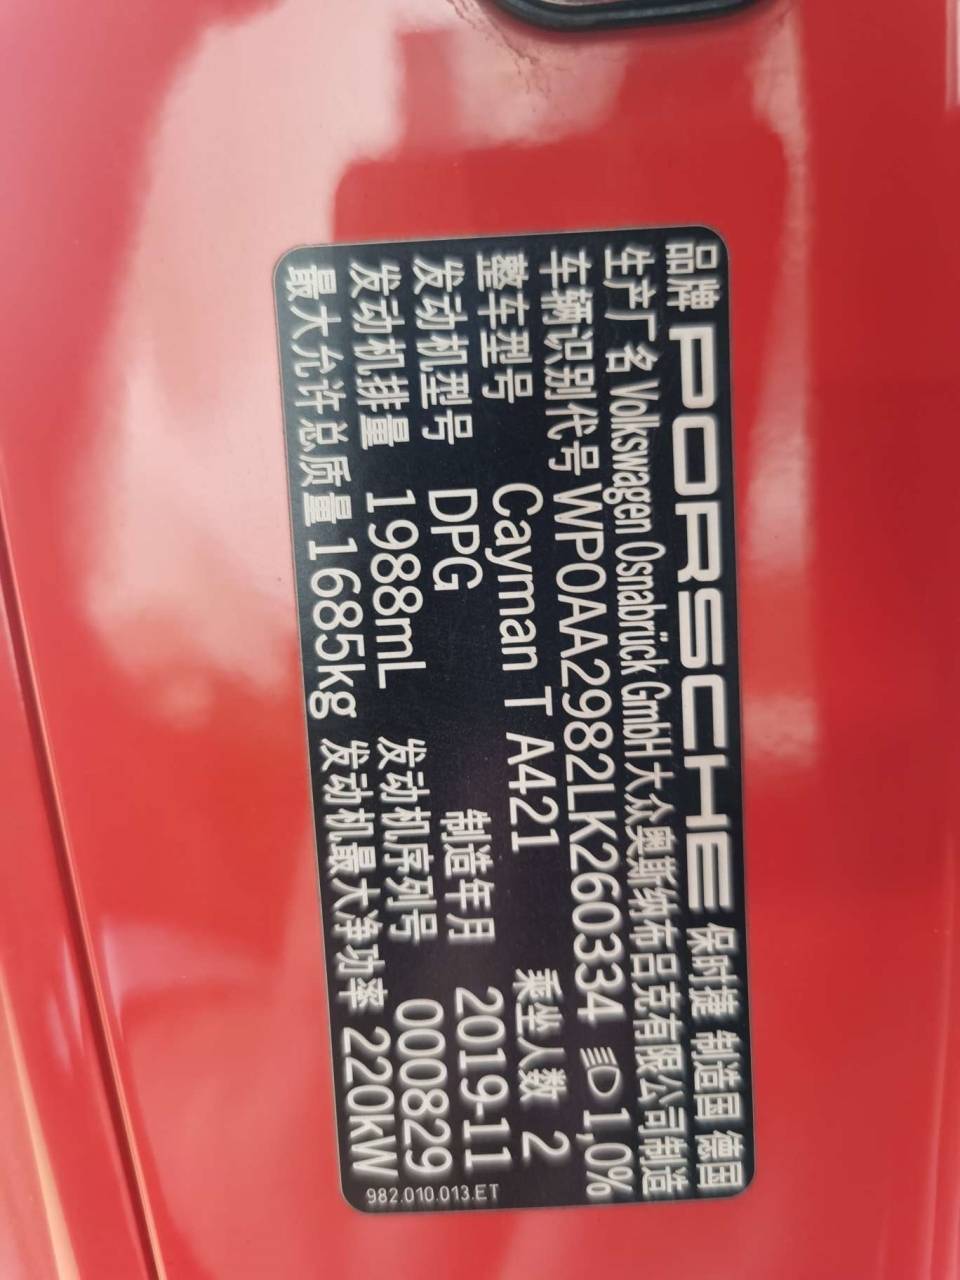 品牌 PORSCHE 保时捷 制造国 德国
生产厂名 Volkswagen Osnabrück GmbH 大众奥斯纳布吕克有限公司制造
车辆识别代号 WP0AA2982LK260334 1,0%
整车型号 Cayman T A421 乘坐人数 2
发动机型号 DPG 制造年月 2019-11
发动机排量 1988mL 发动机序列号 000829
最大允许总质量 1685kg 发动机最大净功率 220kW
982.010.013.ET